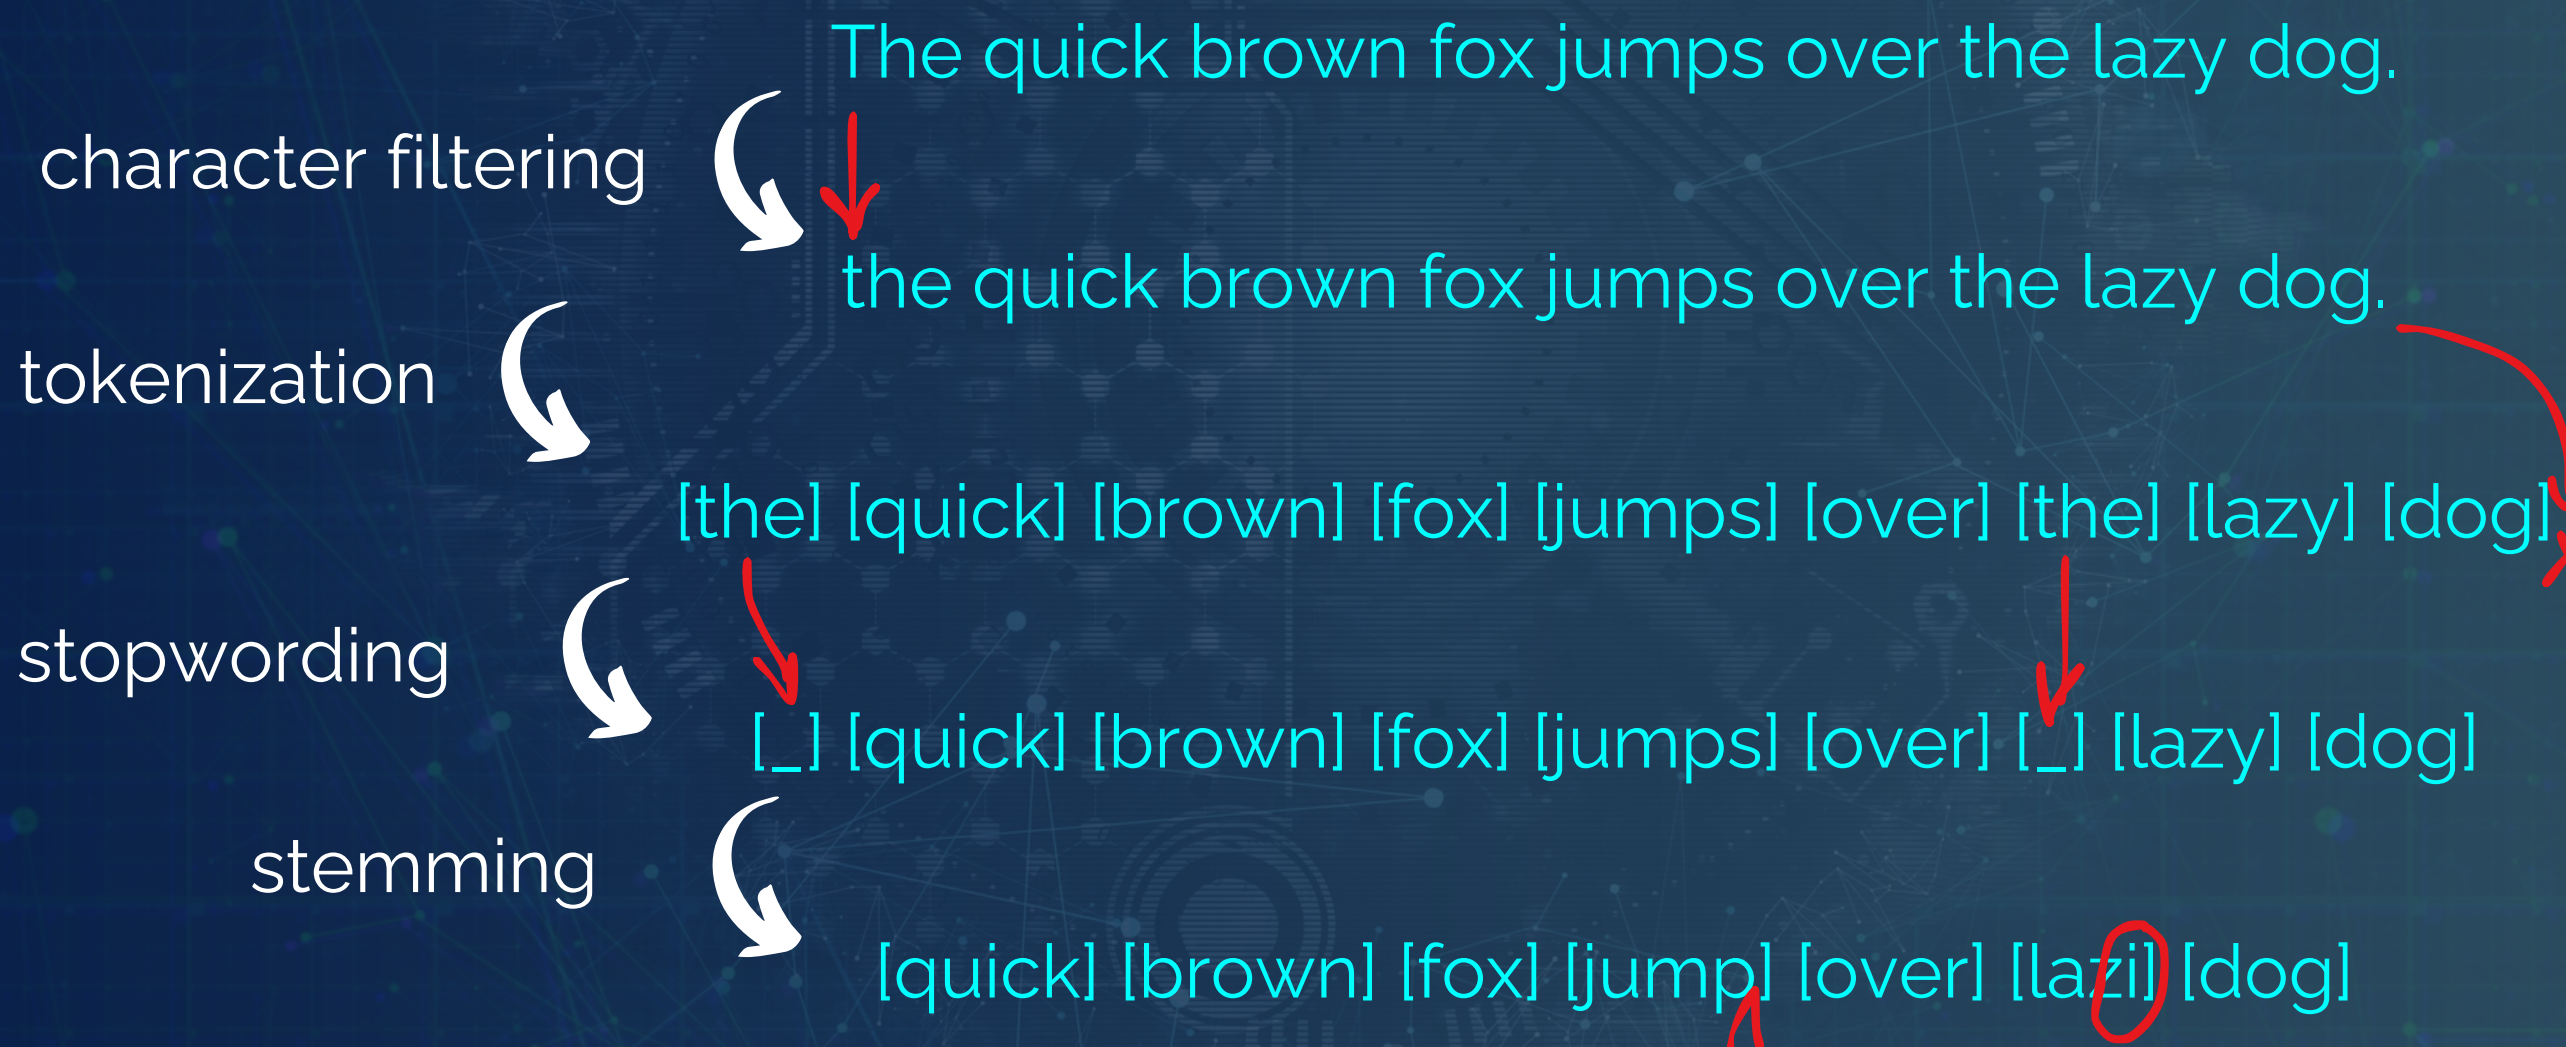 The quick brown fox jumps over the lazy dog.
character filtering
the quick brown fox jumps over the lazy dog.
tokenization
[the] [quick] [brown] [fox] [jumps] [over] [the] [lazy] [dog]
stopwording
[_] [quick] [brown] [fox] [jumps] [over] [_] [lazy] [dog]
stemming
[quick] [brown] [fox] [jump] [over] [lazi] [dog]